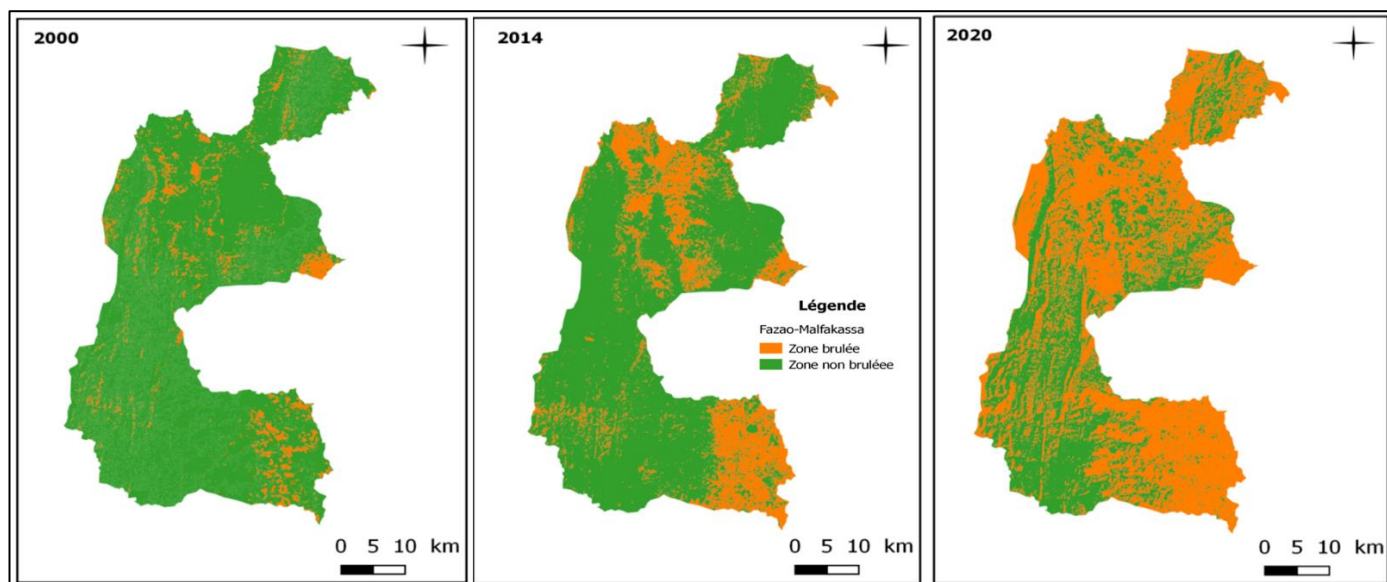 2000
0 5 10 km
2014
Légende
Fazao-Malfakassa
Zone brulée
Zone non bruléee
0 5 10 km
2020
0 5 10 km